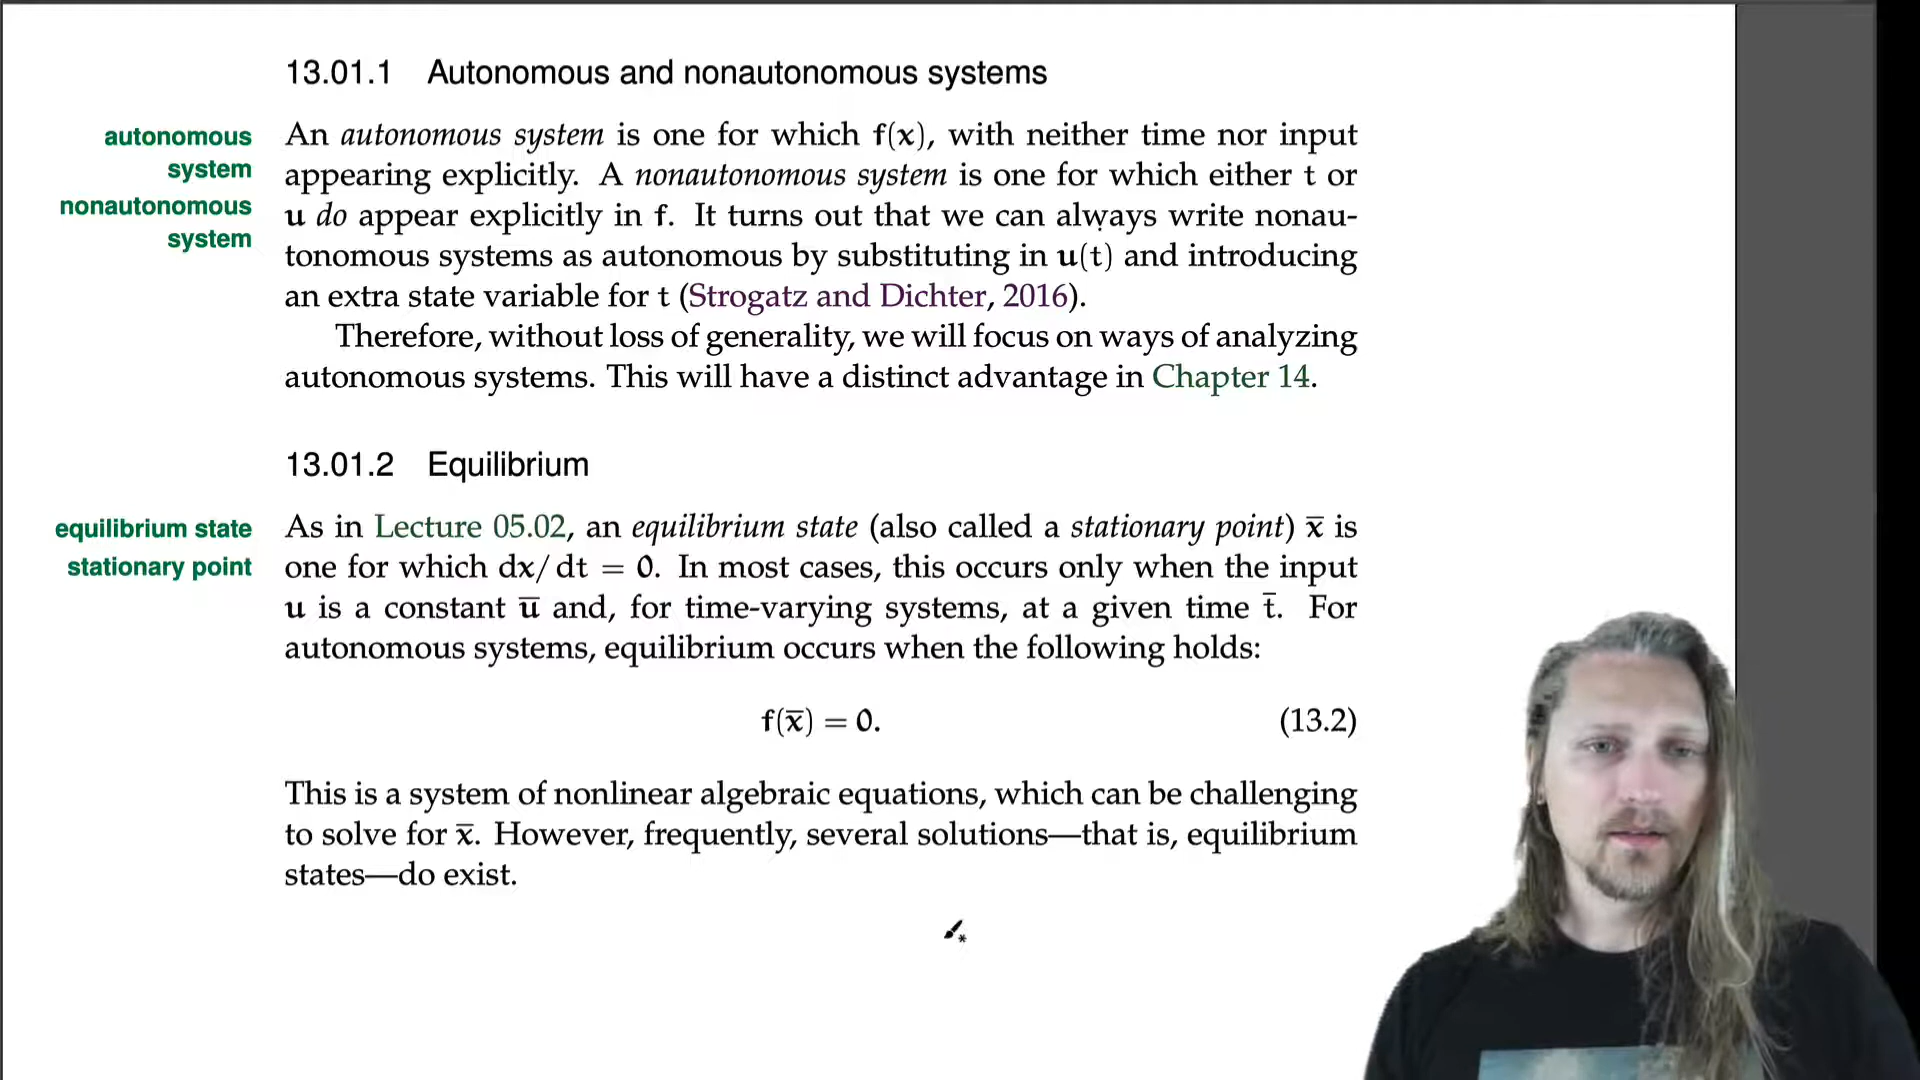 13.01.1 Autonomous and nonautonomous systems
autonomous
system
nonautonomous
system
An autonomous system is one for which f(x), with neither time nor input
appearing explicitly. A nonautonomous system is one for which either t or
u do appear explicitly in f. It turns out that we can always write nonau-
tonomous systems as autonomous by substituting in u(t) and introducing
an extra state variable for t (Strogatz and Dichter, 2016).
Therefore, without loss of generality, we will focus on ways of analyzing
autonomous systems. This will have a distinct advantage in Chapter 14.
13.01.2 Equilibrium
equilibrium state
stationary point
As in Lecture 05.02, an equilibrium state (also called a stationary point) x̄ is
one for which dx/dt = 0. In most cases, this occurs only when the input
u is a constant ū and, for time-varying systems, at a given time t̄. For
autonomous systems, equilibrium occurs when the following holds:
f(x̄) = 0. (13.2)
This is a system of nonlinear algebraic equations, which can be challenging
to solve for x̄. However, frequently, several solutions—that is, equilibrium
states—do exist.